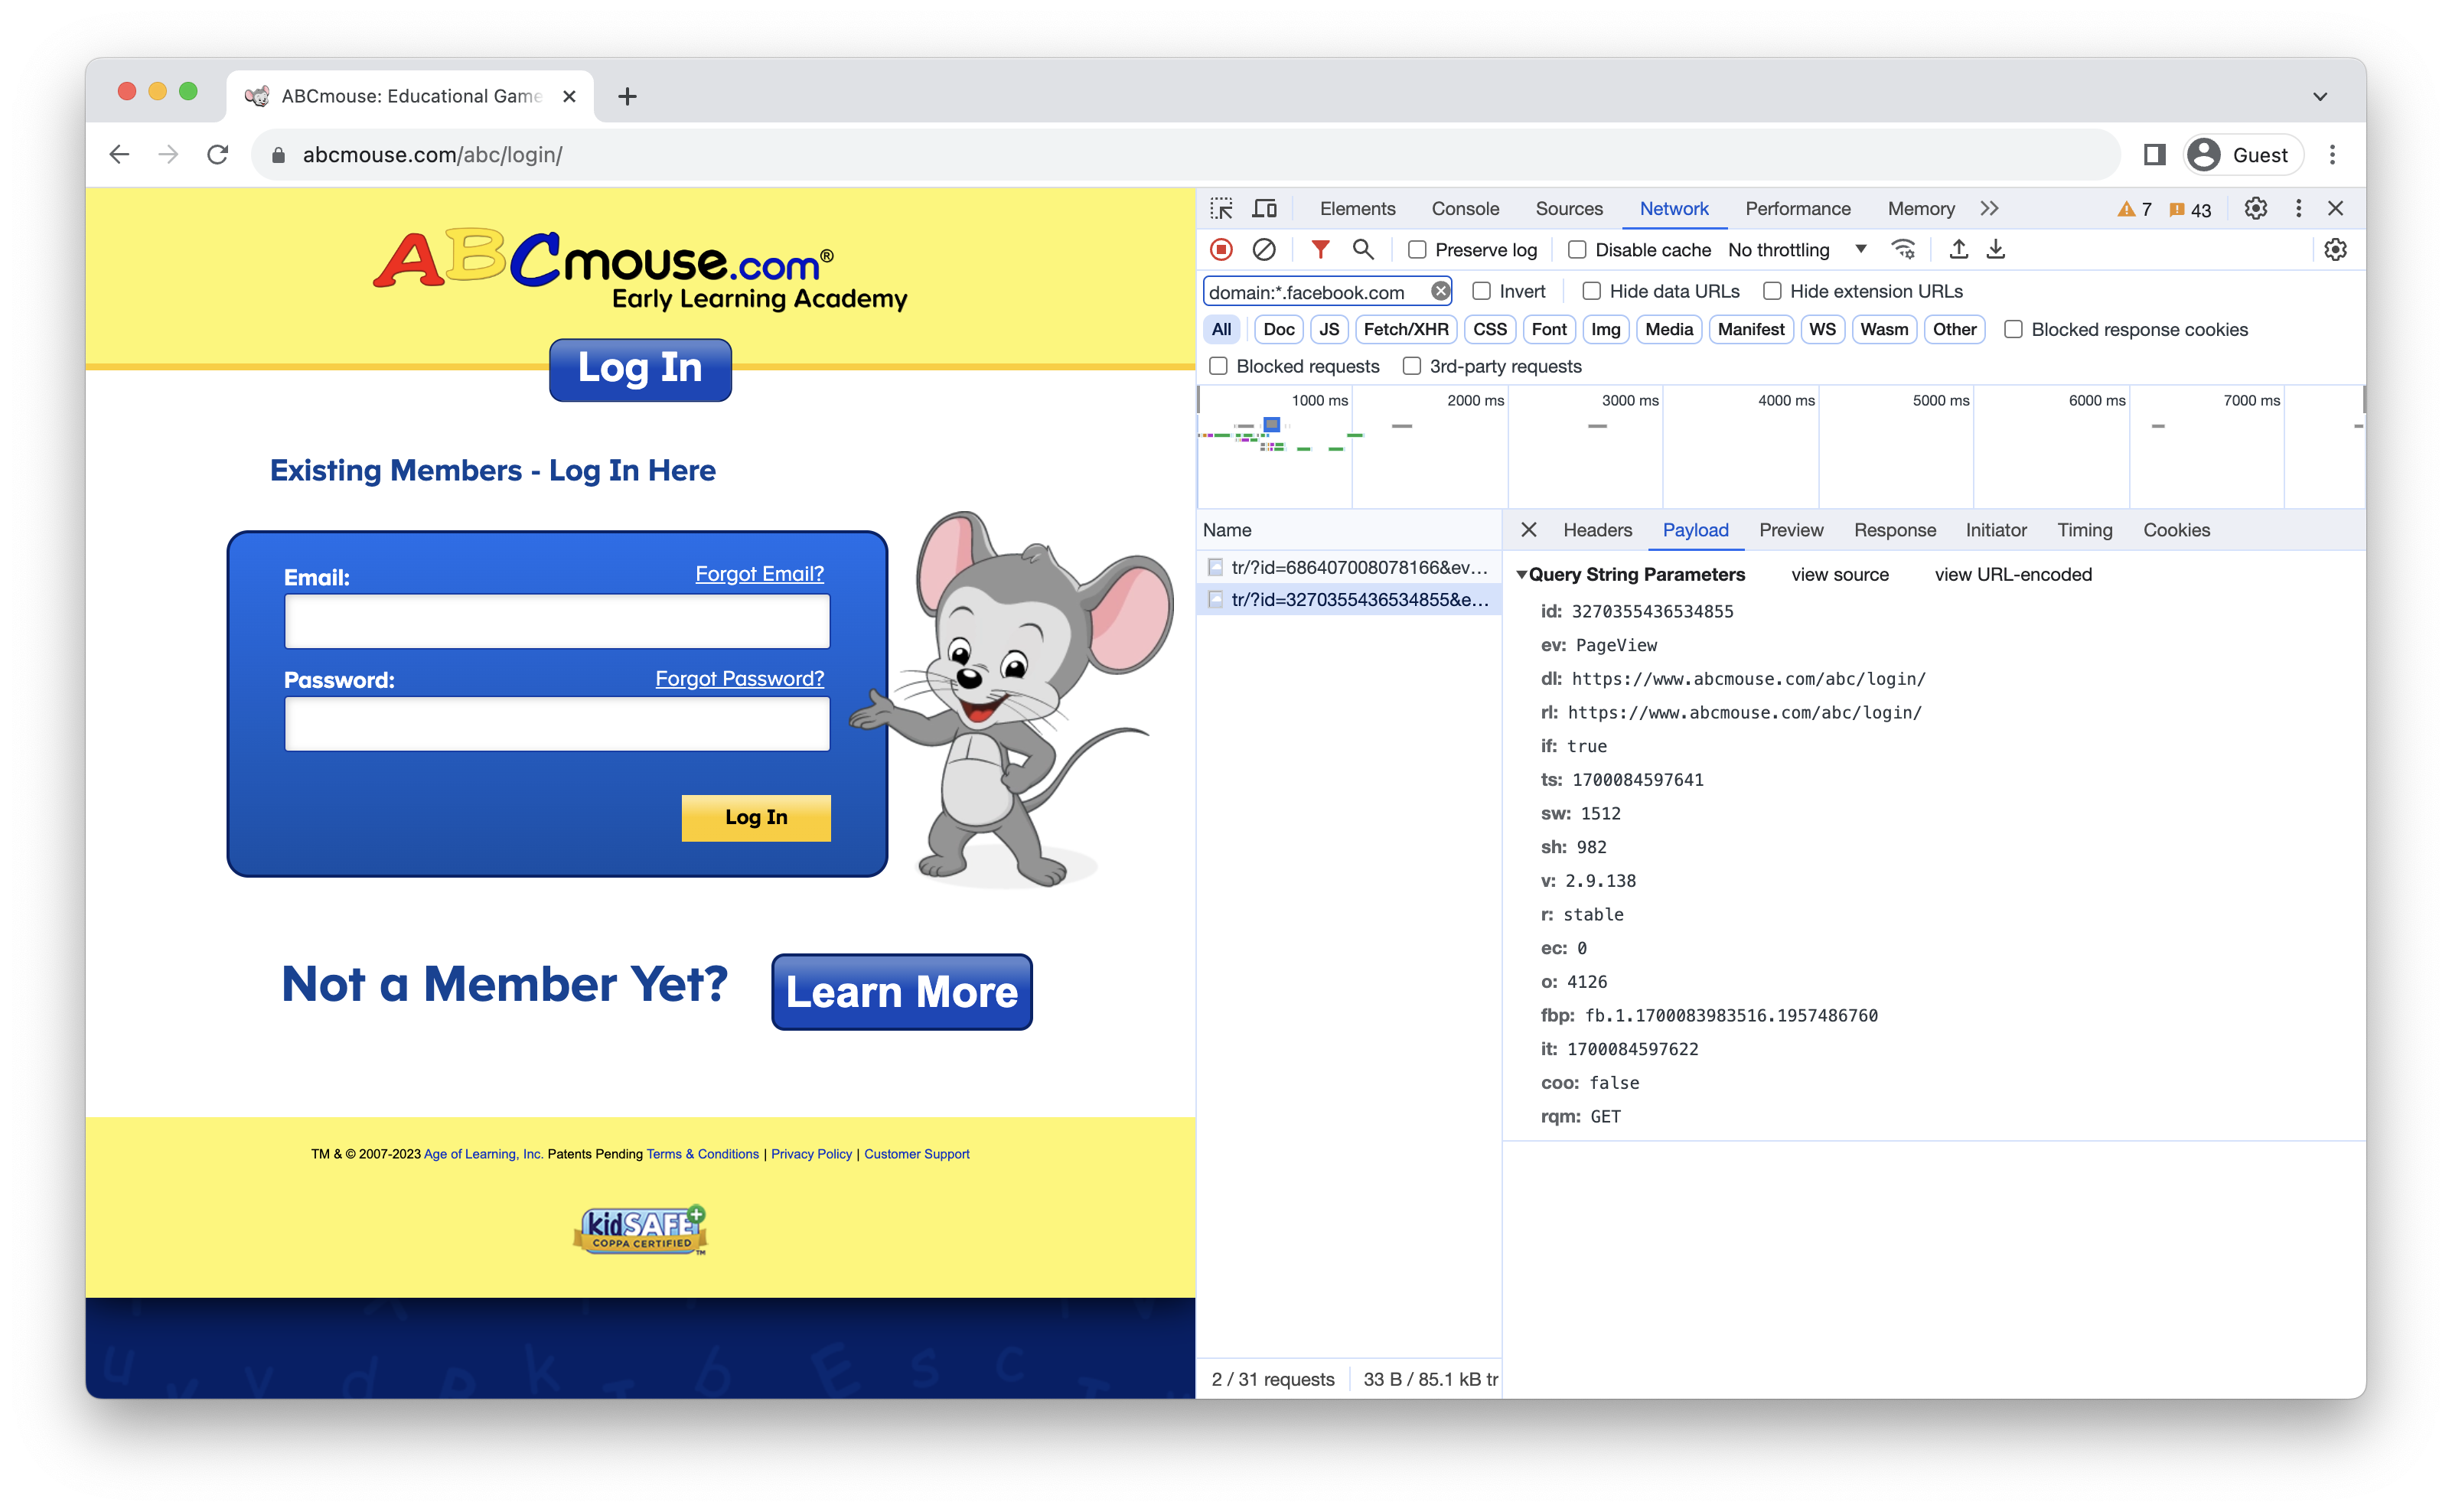 ABCmouse: Educational Game
abcmouse.com/abc/login/
Guest
ABCmouse.com®
Early Learning Academy
Log In
Existing Members - Log In Here
Email:
Forgot Email?
Password:
Forgot Password?
Log In
Not a Member Yet?
Learn More
TM & © 2007-2023 Age of Learning, Inc. Patents Pending Terms & Conditions | Privacy Policy | Customer Support
kidSAFE+
COPPA CERTIFIED ™
u v d k b E s c
Elements Console Sources Network Performance Memory 7 43
Preserve log Disable cache No throttling
domain:*.facebook.com Invert Hide data URLs Hide extension URLs
All Doc JS Fetch/XHR CSS Font Img Media Manifest WS Wasm Other Blocked response cookies
Blocked requests 3rd-party requests
1000 ms 2000 ms 3000 ms 4000 ms 5000 ms 6000 ms 7000 ms
Name
tr/?id=686407008078166&ev…
tr/?id=3270355436534855&e…
2 / 31 requests 33 B / 85.1 kB tr
Headers Payload Preview Response Initiator Timing Cookies
Query String Parameters view source view URL-encoded
id: 3270355436534855
ev: PageView
dl: https://www.abcmouse.com/abc/login/
rl: https://www.abcmouse.com/abc/login/
if: true
ts: 1700084597641
sw: 1512
sh: 982
v: 2.9.138
r: stable
ec: 0
o: 4126
fbp: fb.1.1700083983516.1957486760
it: 1700084597622
coo: false
rqm: GET